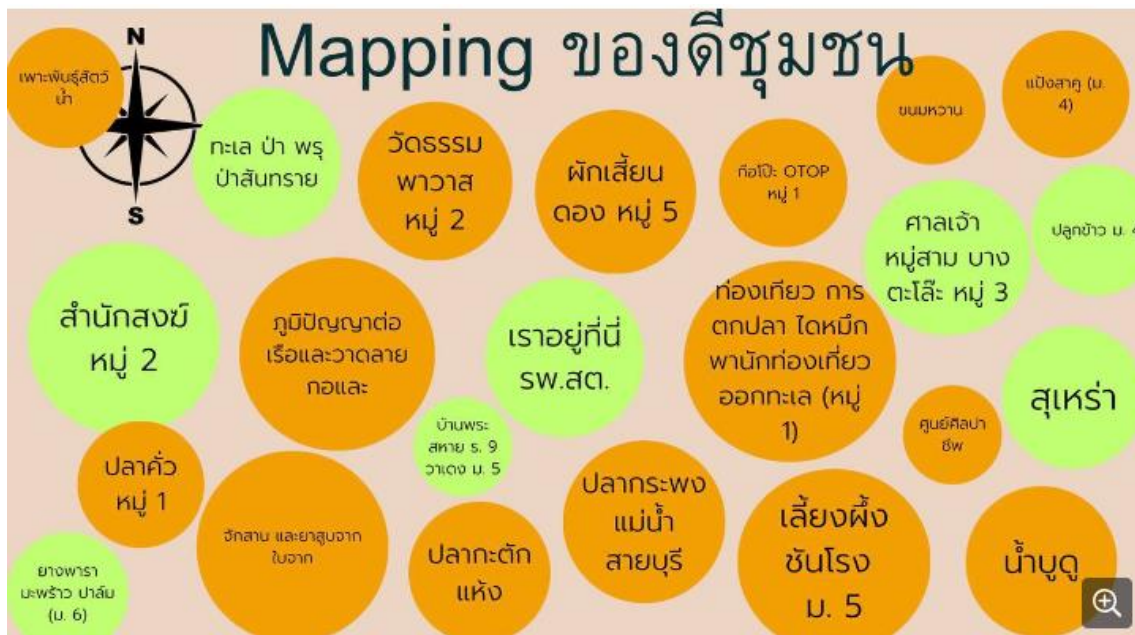 Mapping ของดีชุมชน
N
S
เพาะพันธุ์สัตว์
น้ำ
ทะเล ป่า พรุ
ป่าสันทราย
วัดธรรม
พาวาส
หมู่ 2
ผักเสี้ยน
ดอง หมู่ 5
กือโป๊ะ OTOP
หมู่ 1
ขนมหวาน
แป้งสาคู (ม.
4)
ศาลเจ้า
หมู่สาม บาง
ตะโล๊ะ หมู่ 3
ปลูกข้าว ม. 4
สำนักสงฆ์
หมู่ 2
ภูมิปัญญาต่อ
เรือและวาดลาย
กอและ
เราอยู่ที่นี่
รพ.สต.
ท่องเที่ยว การ
ตกปลา ไดหมึก
พานักท่องเที่ยว
ออกทะเล (หมู่
1)
สุเหร่า
ศูนย์ศิลปา
ชีพ
บ้านพระ
สหาย ร. 9
วาเดง ม. 5
ปลาคั่ว
หมู่ 1
จักสาน และยาสูบจาก
ใบจาก
ปลากะตัก
แห้ง
ปลากระพง
แม่น้ำ
สายบุรี
เลี้ยงผึ้ง
ชันโรง
ม. 5
น้ำบูดู
ยางพารา
มะพร้าว ปาล์ม
(ม. 6)